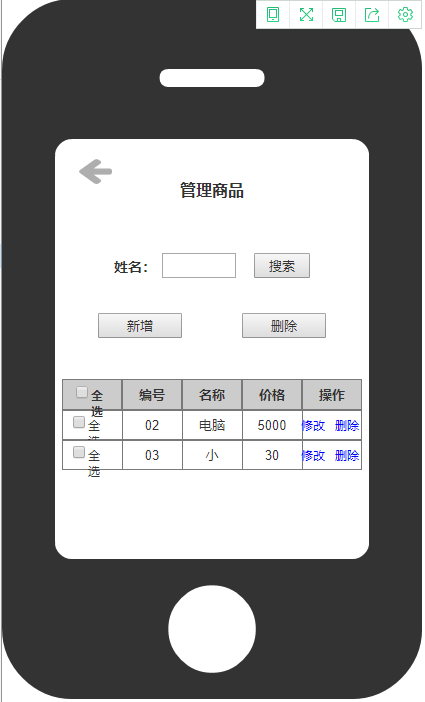 管理商品
姓名： 搜索
新增 删除
全选 编号 名称 价格 操作
全选 02 电脑 5000 修改 删除
全选 03 小 30 修改 删除